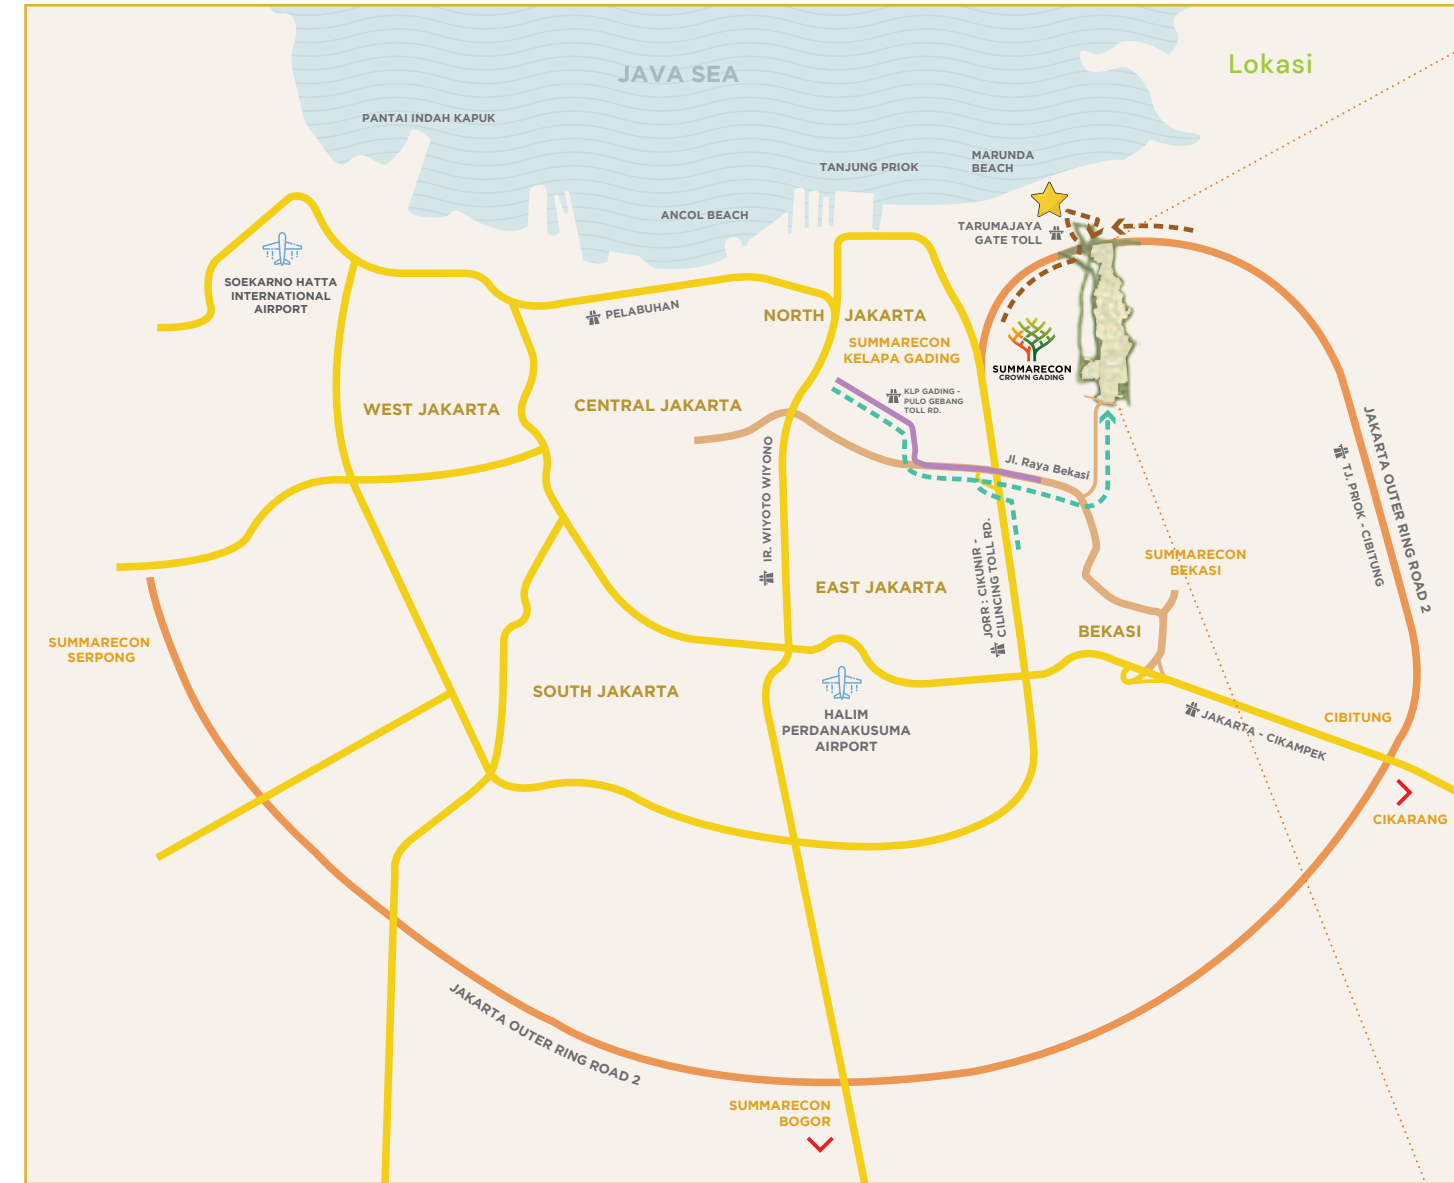 JAVA SEA
Lokasi
PANTAI INDAH KAPUK
TANJUNG PRIOK
MARUNDA
BEACH
ANCOL BEACH
TARUMAJAYA
GATE TOLL
SOEKARNO HATTA
INTERNATIONAL
AIRPORT
PELABUHAN
NORTH JAKARTA
SUMMARECON
KELAPA GADING
SUMMARECON
CROWN GADING
KLP GADING -
PULO GEBANG
TOLL RD.
WEST JAKARTA
CENTRAL JAKARTA
Jl. Raya Bekasi
IR. WIYOTO WIYONO
JAKARTA OUTER RING ROAD 2
TJ. PRIOK - CIBITUNG
JORR : CIKUNIR -
CILINCING TOLL RD.
SUMMARECON
BEKASI
EAST JAKARTA
BEKASI
SUMMARECON
SERPONG
SOUTH JAKARTA
HALIM
PERDANAKUSUMA
AIRPORT
JAKARTA - CIKAMPEK
CIBITUNG
CIKARANG
JAKARTA OUTER RING ROAD 2
SUMMARECON
BOGOR